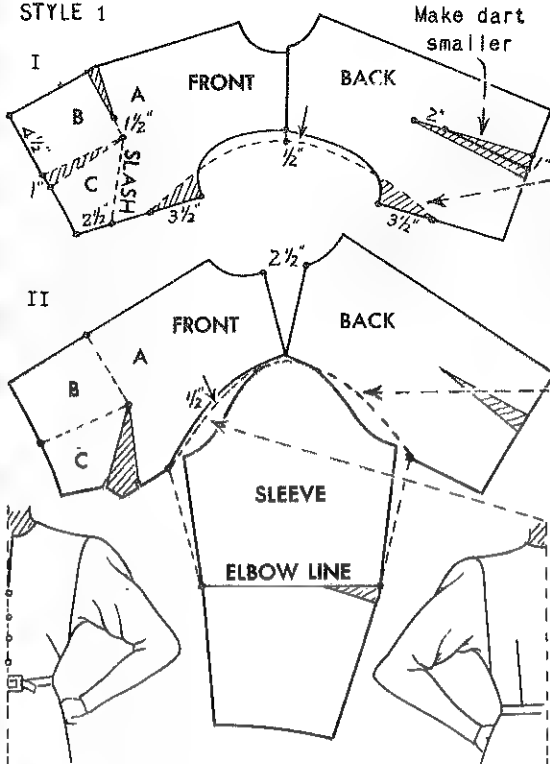 STYLE 1
Make dart
smaller
I
FRONT
BACK
A
B
1½"
2"
4½"
½"
1"
1"
C
SLASH
2½"
3½"
3½"
2½"
II
FRONT
BACK
A
B
½"
C
SLEEVE
ELBOW LINE